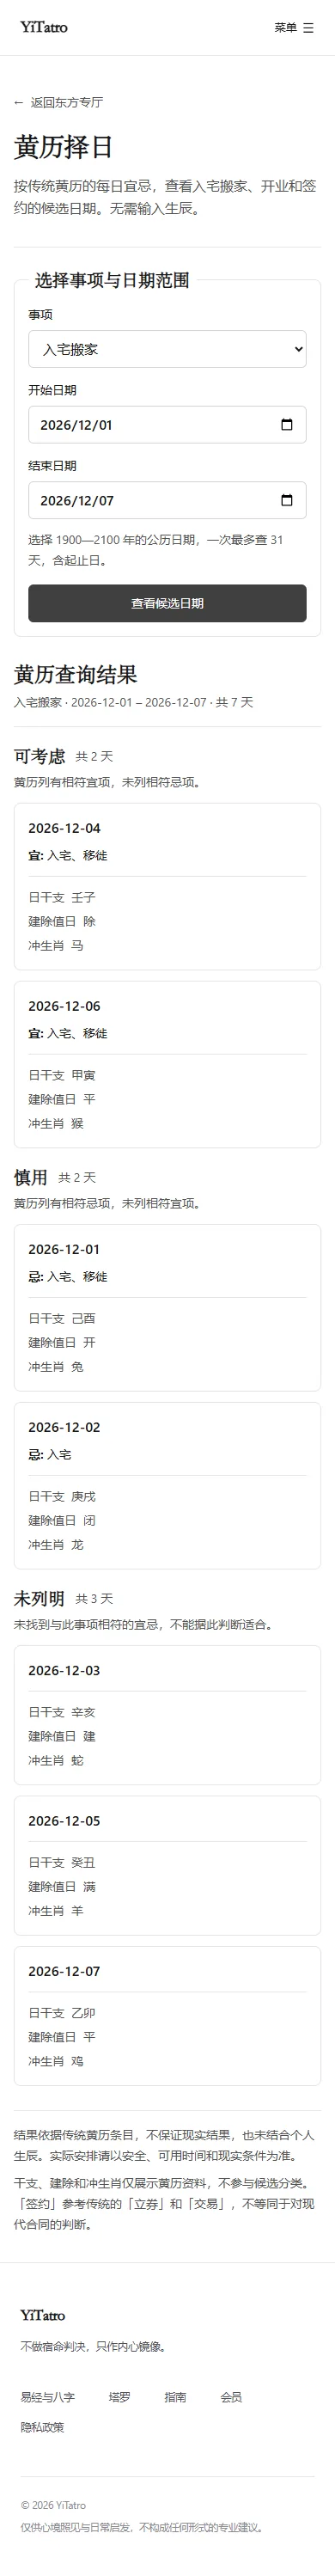 YiTatro
菜单 ☰
← 返回东方专厅
黄历择日
按传统黄历的每日宜忌，查看入宅搬家、开业和签
约的候选日期。无需输入生辰。
选择事项与日期范围
事项
入宅搬家
开始日期
2026/12/01
结束日期
2026/12/07
选择 1900—2100 年的公历日期，一次最多查 31
天，含起止日。
查看候选日期
黄历查询结果
入宅搬家 · 2026-12-01 – 2026-12-07 · 共 7 天
可考虑 共 2 天
黄历列有相符宜项，未列相符忌项。
2026-12-04
宜: 入宅、移徙
日干支 壬子
建除值日 除
冲生肖 马
2026-12-06
宜: 入宅、移徙
日干支 甲寅
建除值日 平
冲生肖 猴
慎用 共 2 天
黄历列有相符忌项，未列相符宜项。
2026-12-01
忌: 入宅、移徙
日干支 己酉
建除值日 开
冲生肖 兔
2026-12-02
忌: 入宅
日干支 庚戌
建除值日 闭
冲生肖 龙
未列明 共 3 天
未找到与此事项相符的宜忌，不能据此判断适合。
2026-12-03
日干支 辛亥
建除值日 建
冲生肖 蛇
2026-12-05
日干支 癸丑
建除值日 满
冲生肖 羊
2026-12-07
日干支 乙卯
建除值日 平
冲生肖 鸡
结果依据传统黄历条目，不保证现实结果，也未结合个人
生辰。实际安排请以安全、可用时间和现实条件为准。
干支、建除和冲生肖仅展示黄历资料，不参与候选分类。
「签约」参考传统的「立券」和「交易」，不等同于对现
代合同的判断。
YiTatro
不做宿命判决，只作内心镜像。
易经与八字 塔罗 指南 会员
隐私政策
© 2026 YiTatro
仅供心境照见与日常启发，不构成任何形式的专业建议。